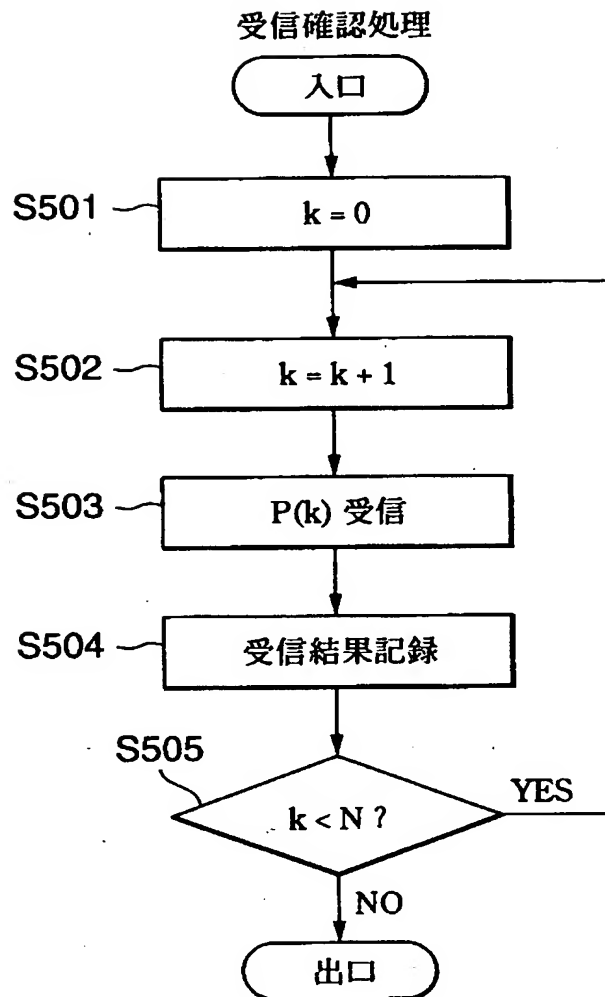 受信確認処理
入口
S501
k = 0
S502
k = k + 1
S503
P(k) 受信
S504
受信結果記録
S505
k < N ?
YES
NO
出口